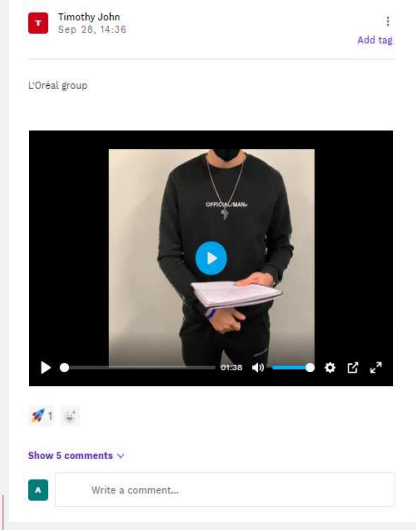 T
Timothy John
Sep 28, 14:36
Add tag
L'Oréal group
OFFICIAL/MAN
01:38
1
Show 5 comments
A
Write a comment...